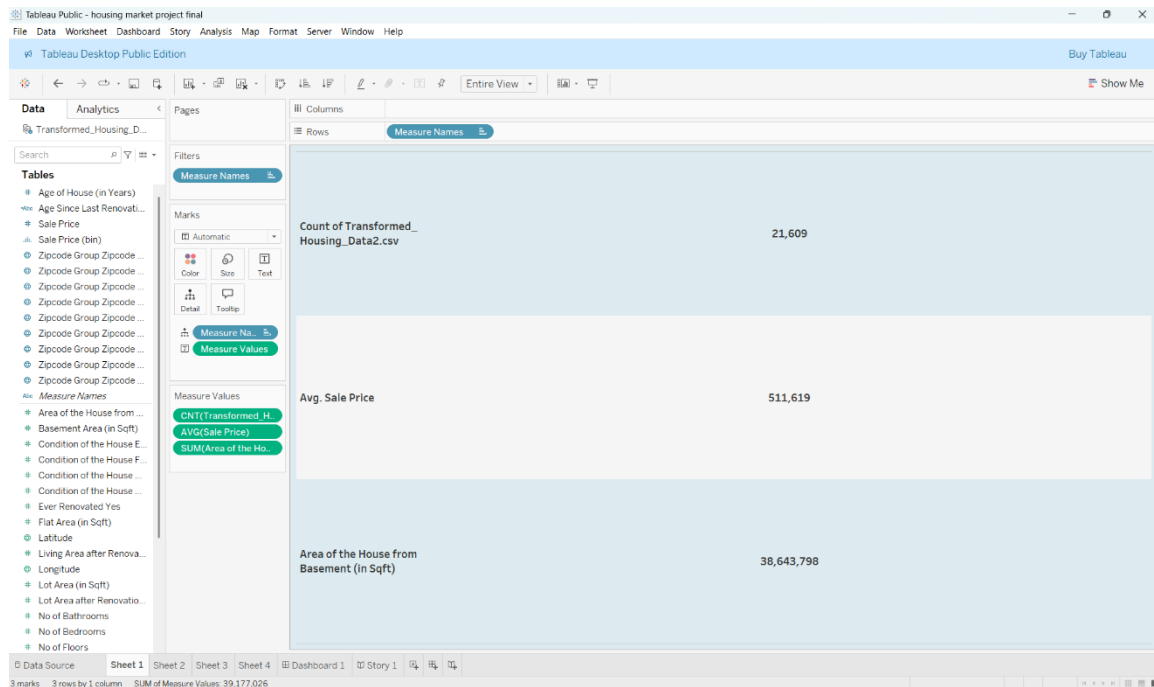 Tableau Public - housing market project final
File Data Worksheet Dashboard Story Analysis Map Format Server Window Help
Tableau Desktop Public Edition
Buy Tableau
Entire View
Show Me
Data Analytics
Transformed_Housing_D...
Search
Tables
# Age of House (in Years)
Abc Age Since Last Renovati...
# Sale Price
Sale Price (bin)
Zipcode Group Zipcode ...
Zipcode Group Zipcode ...
Zipcode Group Zipcode ...
Zipcode Group Zipcode ...
Zipcode Group Zipcode ...
Zipcode Group Zipcode ...
Zipcode Group Zipcode ...
Zipcode Group Zipcode ...
Zipcode Group Zipcode ...
Abc Measure Names
# Area of the House from ...
# Basement Area (in Sqft)
# Condition of the House E...
# Condition of the House F...
# Condition of the House ...
# Condition of the House ...
# Ever Renovated Yes
# Flat Area (in Sqft)
Latitude
# Living Area after Renova...
Longitude
# Lot Area (in Sqft)
# Lot Area after Renovatio...
# No of Bathrooms
# No of Bedrooms
# No of Floors
Pages
Filters
Measure Names
Marks
Automatic
Color Size Text
Detail Tooltip
Measure Na..
Measure Values
Measure Values
CNT(Transformed_H..
AVG(Sale Price)
SUM(Area of the Ho..
Columns
Rows
Measure Names
Count of Transformed_
Housing_Data2.csv
21,609
Avg. Sale Price
511,619
Area of the House from
Basement (in Sqft)
38,643,798
Data Source Sheet 1 Sheet 2 Sheet 3 Sheet 4 Dashboard 1 Story 1
3 marks 3 rows by 1 column SUM of Measure Values: 39,177,026